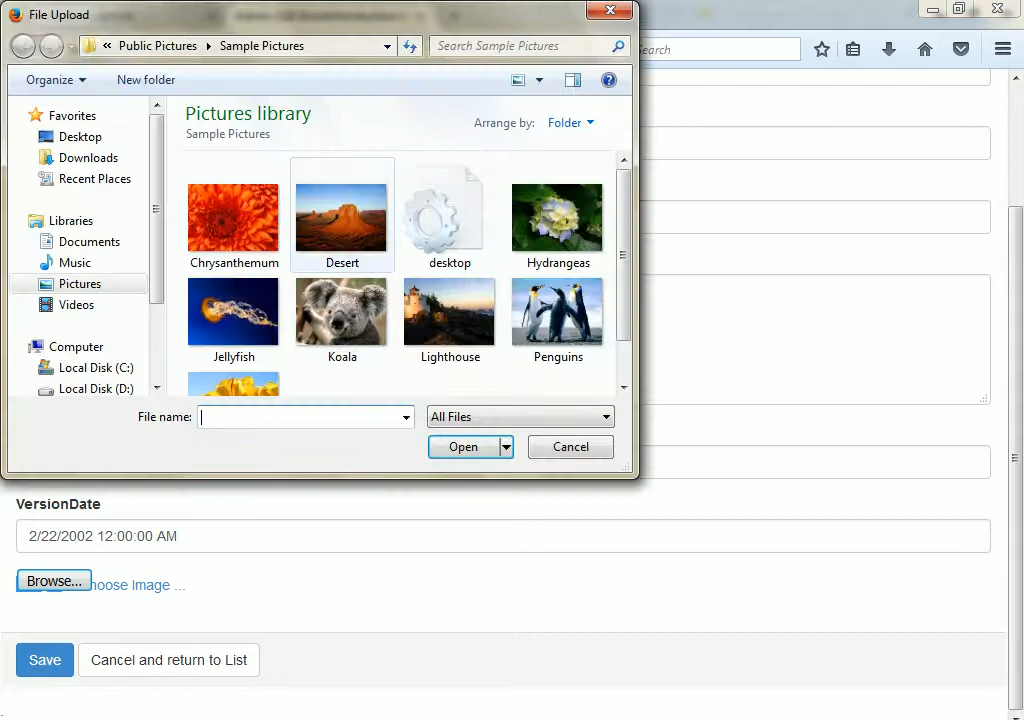 File Upload
« Public Pictures Sample Pictures
Search Sample Pictures
earch
Organize
New folder
Favorites
Desktop
Downloads
Recent Places
Libraries
Documents
Music
Pictures
Videos
Computer
Local Disk (C:)
Local Disk (D:)
Pictures library
Sample Pictures
Arrange by: Folder
Chrysanthemum
Desert
desktop
Hydrangeas
Jellyfish
Koala
Lighthouse
Penguins
File name:
All Files
Open
Cancel
VersionDate
2/22/2002 12:00:00 AM
Browse...
hoose Image ...
Save
Cancel and return to List